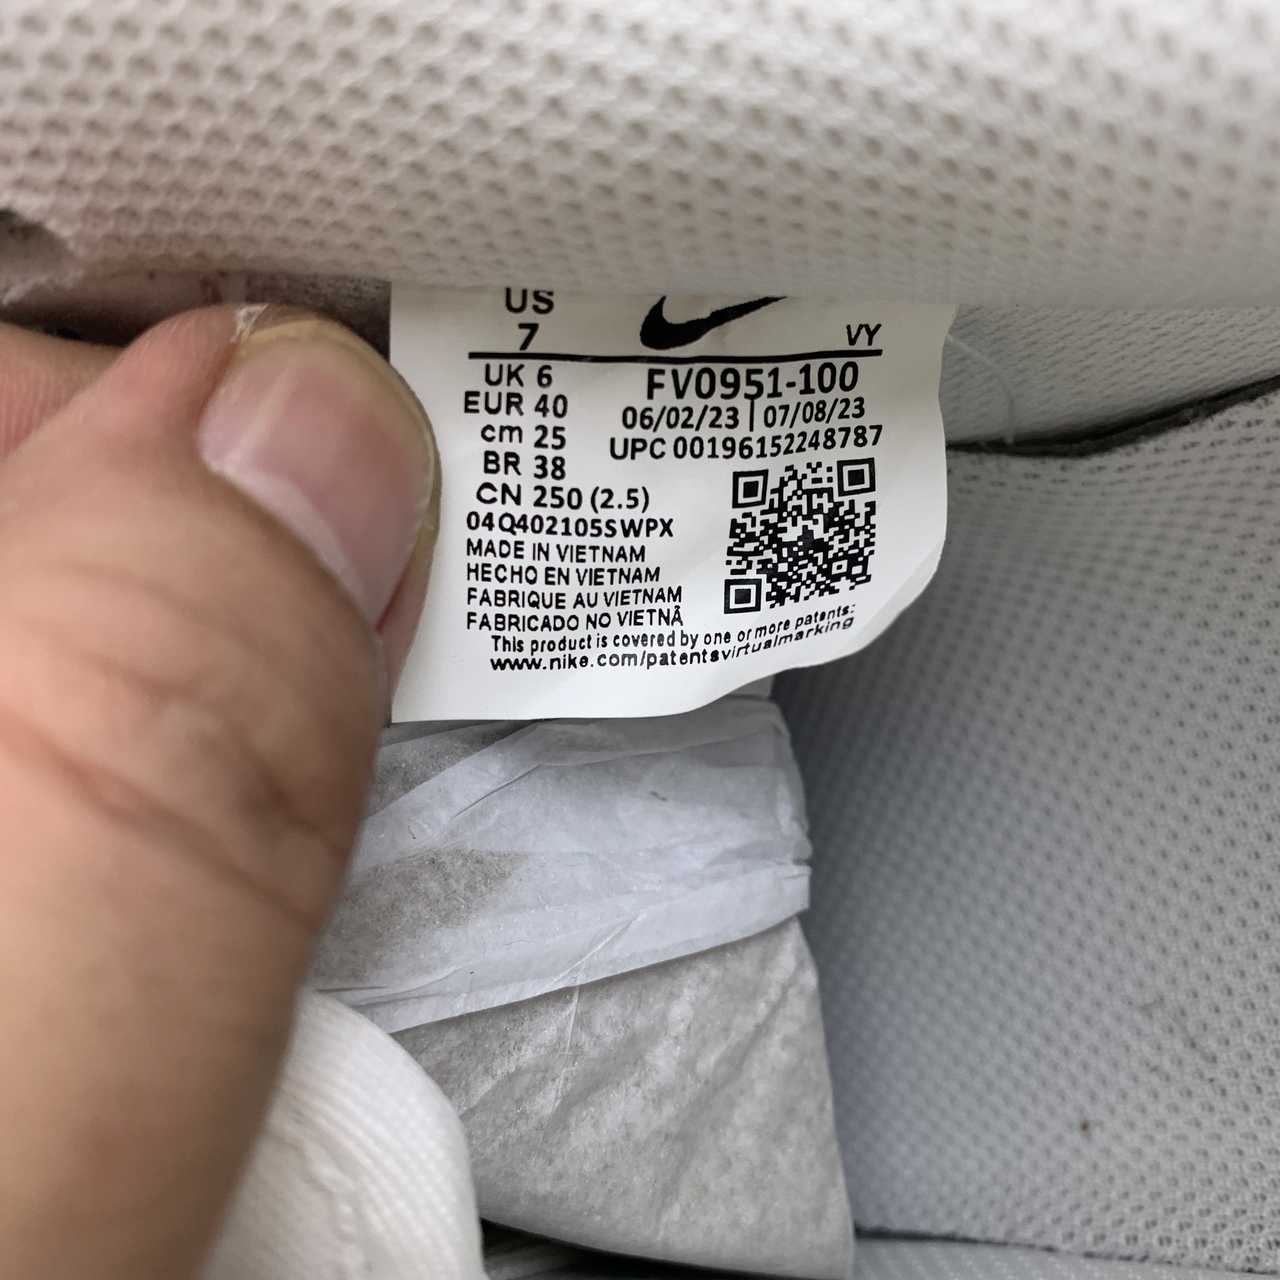 US
7
VY
UK 6
EUR 40
cm 25
BR 38
CN 250 (2.5)
FV0951-100
06/02/23 | 07/08/23
UPC 00196152248787
04Q402105SWPX
MADE IN VIETNAM
HECHO EN VIETNAM
FABRIQUE AU VIETNAM
FABRICADO NO VIETNÃ
This product is covered by one or more patents:
www.nike.com/patentsvirtualmarking